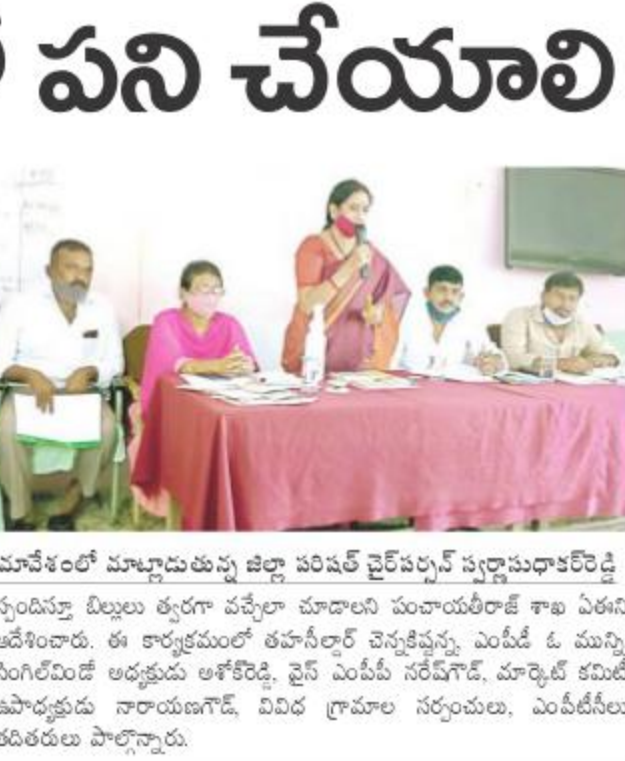 పని చేయాలి
మావేశంలో మాట్లాడుతున్న జిల్లా పరిషత్ చైర్‌పర్సన్ స్వర్ణాసుధాకర్‌రెడ్డి
స్పందిస్తూ బిల్లులు త్వరగా వచ్చేలా చూడాలని పంచాయతీరాజ్ శాఖ ఏఈని
ఆదేశించారు. ఈ కార్యక్రమంలో తహసీల్దార్ చెన్నకిష్టన్న, ఎంపీడీ ఓ మున్ని,
సింగిల్‌విండో అధ్యక్షుడు అశోక్‌రెడ్డి, వైస్ ఎంపీపీ నరేష్‌గౌడ్, మార్కెట్ కమిటీ
ఉపాధ్యక్షుడు నారాయణగౌడ్, వివిధ గ్రామాల సర్పంచులు, ఎంపీటీసీలు
తదితరులు పాల్గొన్నారు.